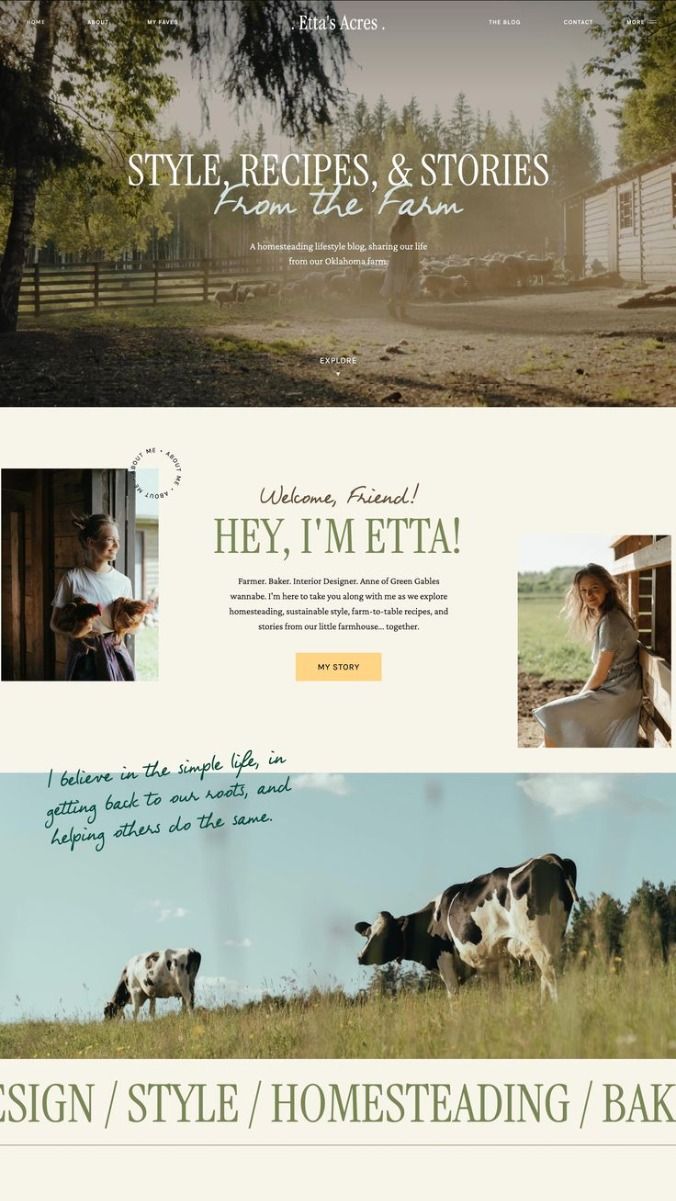 HOME
ABOUT
MY FAVES
. Etta's Acres .
THE BLOG
CONTACT
MORE
STYLE, RECIPES, & STORIES
From the Farm
A homesteading lifestyle blog, sharing our life
from our Oklahoma farm.
EXPLORE
ABOUT ME • ABOUT ME • ABOUT ME •
Welcome, Friend!
HEY, I'M ETTA!
Farmer. Baker. Interior Designer. Anne of Green Gables
wannabe. I'm here to take you along with me as we explore
homesteading, sustainable style, farm-to-table recipes, and
stories from our little farmhouse... together.
MY STORY
I believe in the simple life, in
getting back to our roots, and
helping others do the same.
ESIGN / STYLE / HOMESTEADING / BAK